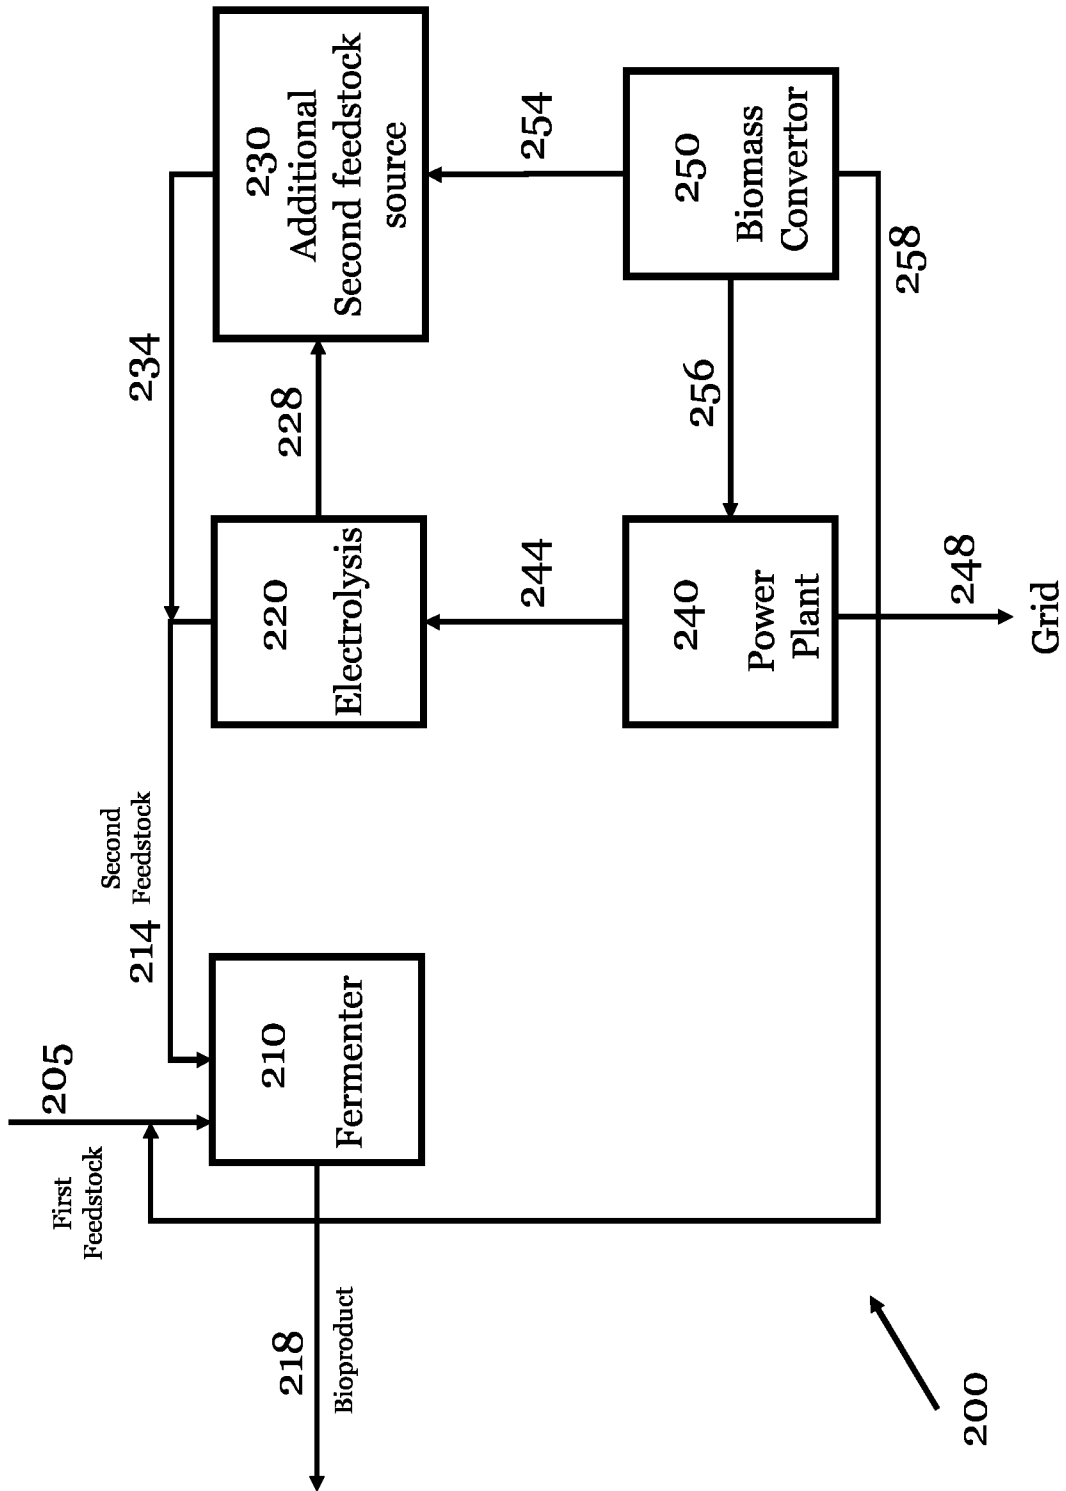 205
First
Feedstock
214
Second
Feedstock
234
210
Fermenter
218
Bioproduct
220
Electrolysis
228
230
Additional
Second feedstock
source
244
254
240
Power
Plant
256
250
Biomass
Convertor
258
248
Grid
200